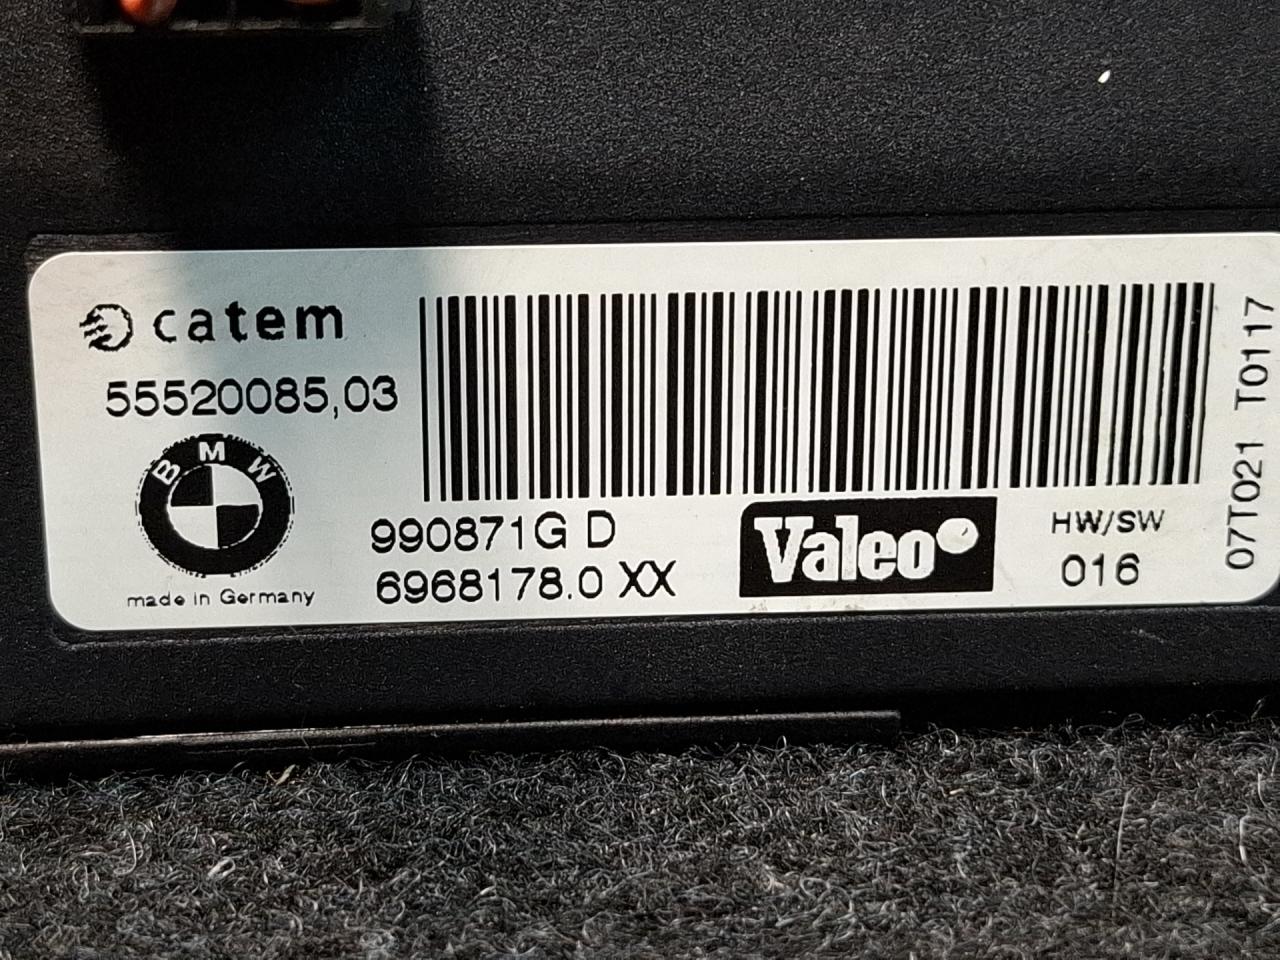 catem
55520085,03
BMW
made in Germany
990871G D
6968178.0 XX
Valeo
HW/SW
016
07T021 T0117